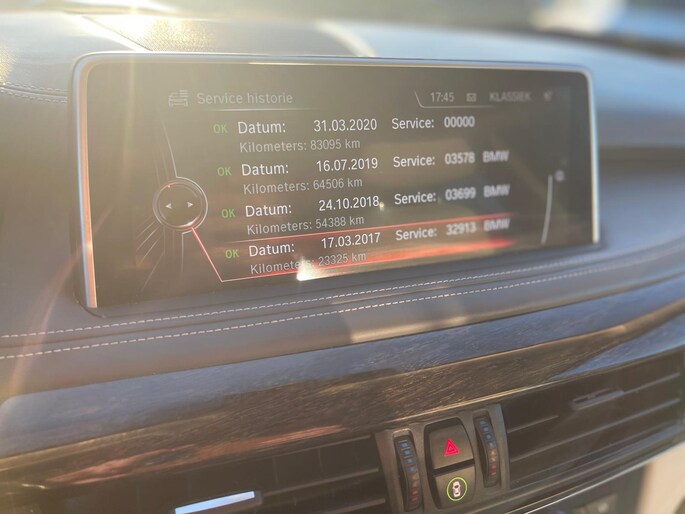 Service historie 17:45 KLASSIEK
OK Datum: 31.03.2020 Service: 00000
Kilometers: 83095 km
OK Datum: 16.07.2019 Service: 03578 BMW
Kilometers: 64506 km
OK Datum: 24.10.2018 Service: 03699 BMW
Kilometers: 54388 km
OK Datum: 17.03.2017 Service: 32913 BMW
Kilometers: 23325 km